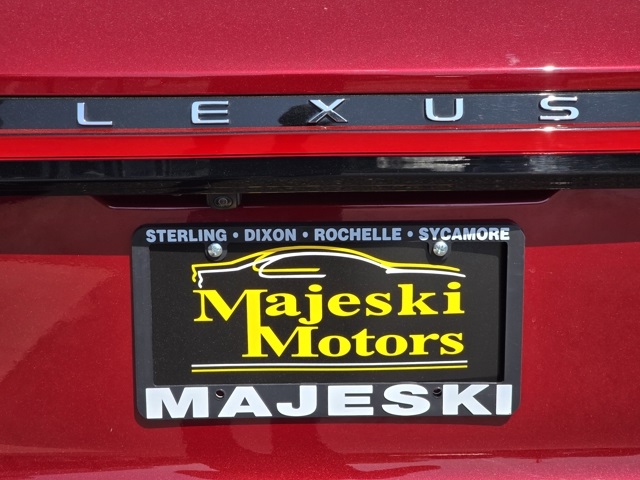 LEXUS
STERLING • DIXON • ROCHELLE • SYCAMORE
Majeski
Motors
MAJESKI